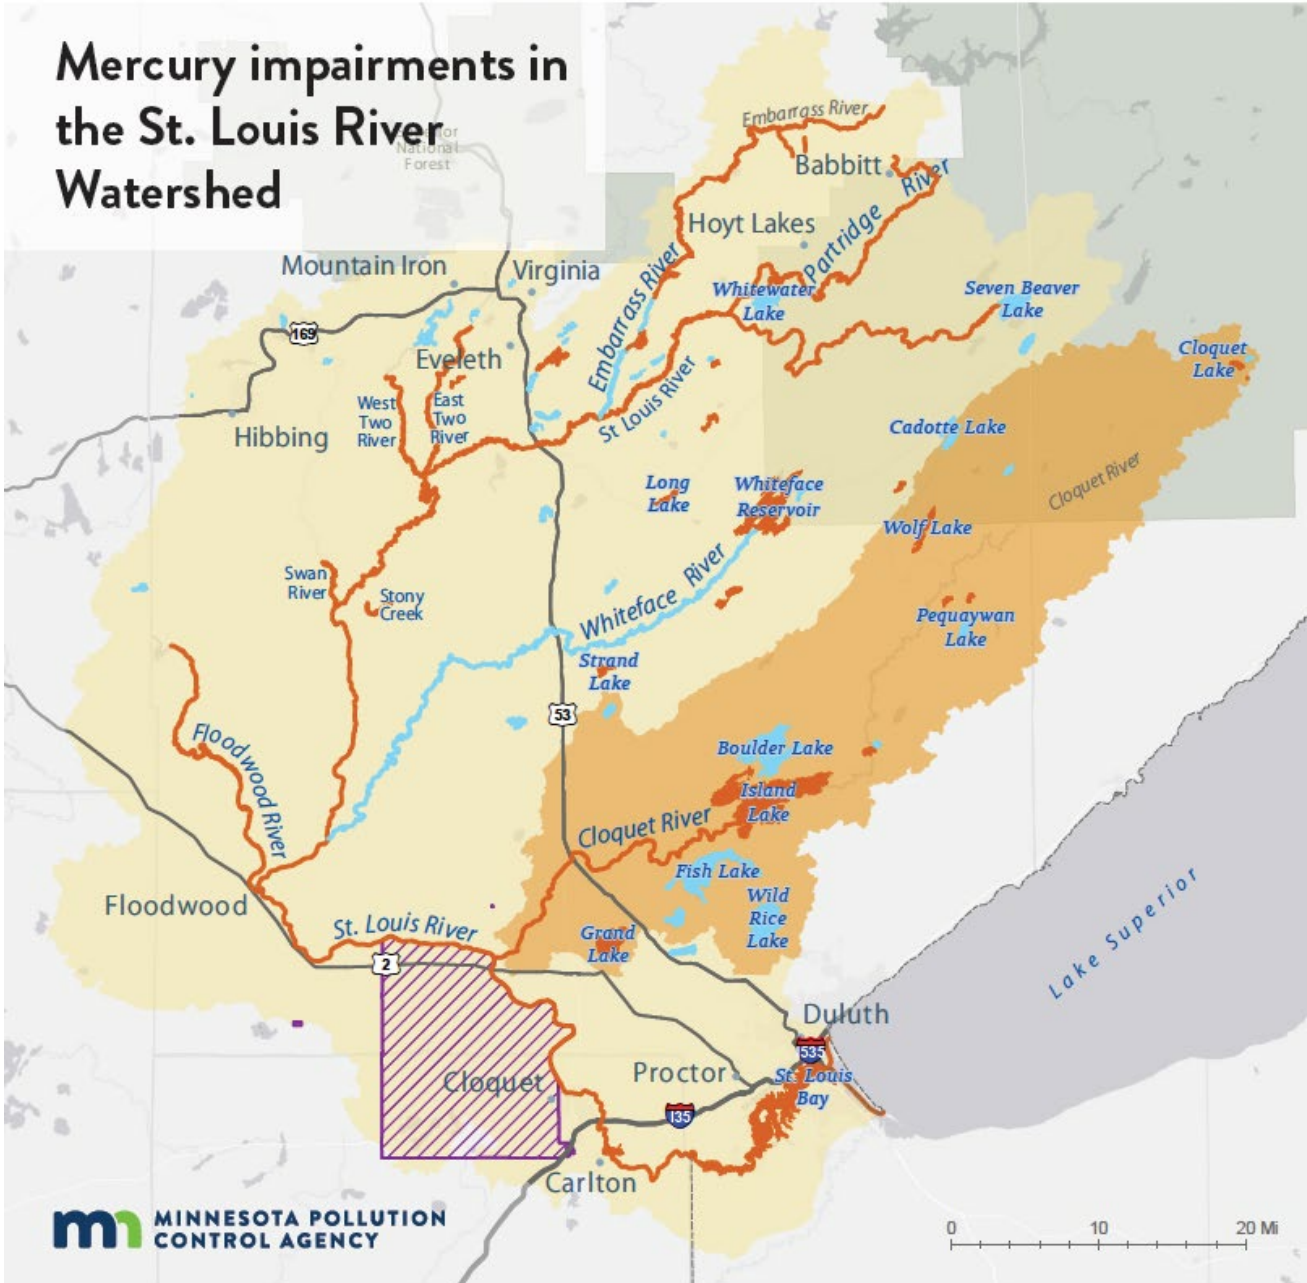 Mercury impairments in
the St. Louis River
Watershed
National
Forest
Embarrass River
Babbitt
Partridge River
Hoyt Lakes
Mountain Iron
Virginia
Embarrass River
Whitewater
Lake
Seven Beaver
Lake
169
Eveleth
Cloquet
Lake
West
Two
River
East
Two
River
St Louis River
Hibbing
Cadotte Lake
Cloquet River
Long
Lake
Whiteface
Reservoir
Wolf Lake
Swan
River
Stony
Creek
Whiteface River
Pequaywan
Lake
Strand
Lake
53
Floodwood River
Boulder Lake
Island
Lake
Cloquet River
Fish Lake
Wild
Rice
Lake
Floodwood
St. Louis River
Grand
Lake
2
Lake Superior
Duluth
535
Cloquet
Proctor
St. Louis
Bay
I35
Carlton
MINNESOTA POLLUTION
CONTROL AGENCY
0 10 20 Mi